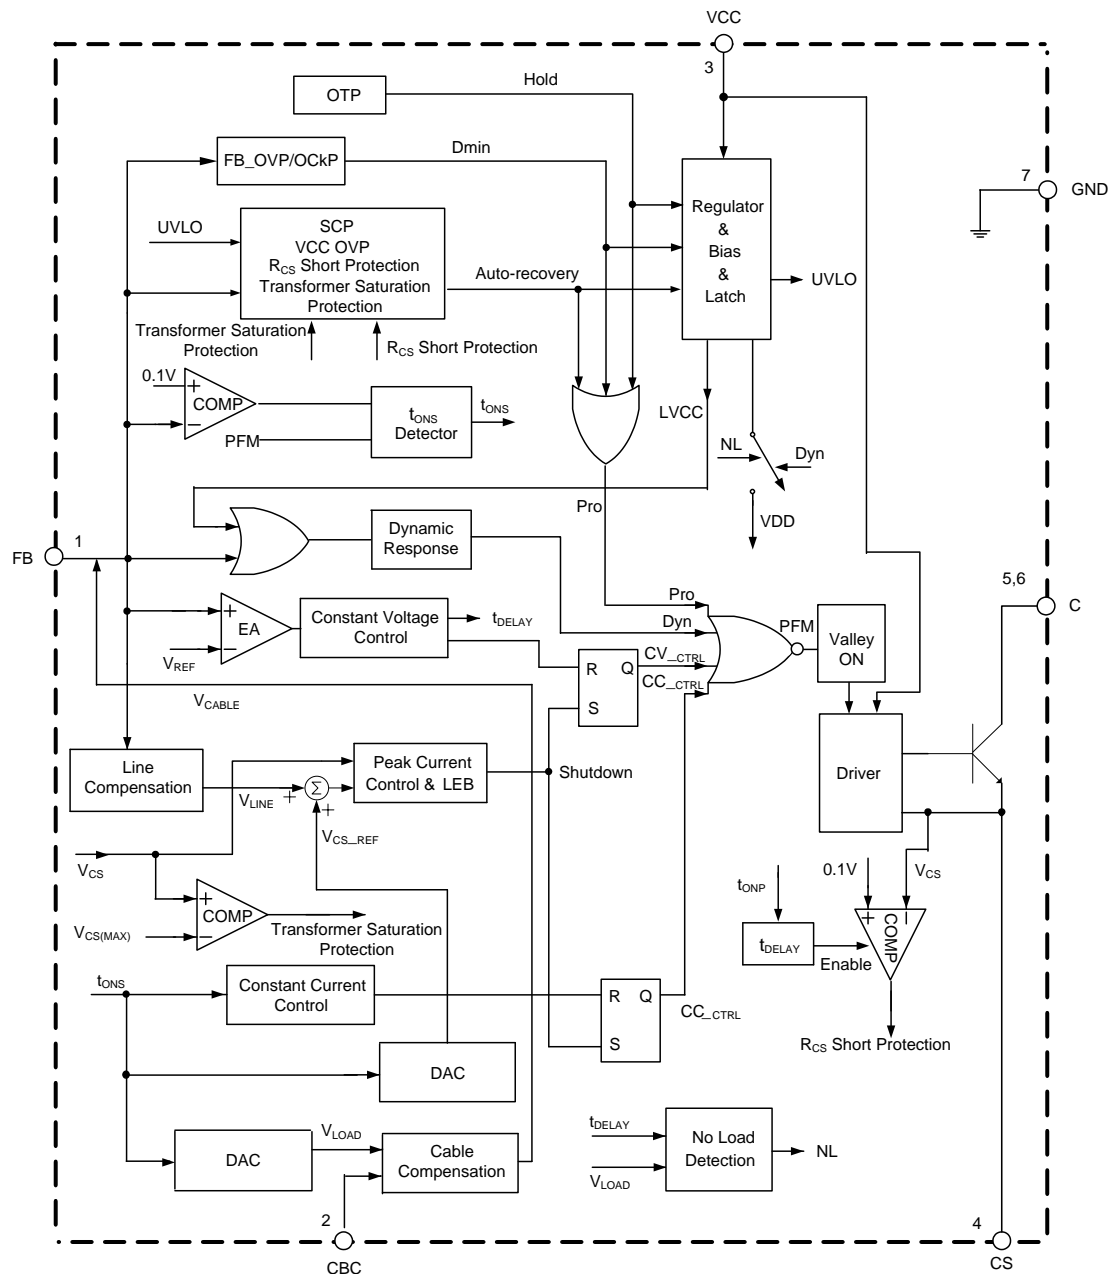 VCC
3
Hold
OTP
FB_OVP/OCkP
Dmin
7
GND
Regulator
&
Bias
&
Latch
UVLO
SCP
VCC OVP
RCS Short Protection
Transformer Saturation
Protection
Auto-recovery
UVLO
Transformer Saturation
Protection
RCS Short Protection
0.1V
+
COMP
−
PFM
tONS
Detector
tONS
LVCC
NL
Dyn
VDD
Pro
FB
1
Dynamic
Response
5,6
C
+
EA
−
VREF
Constant Voltage
Control
tDELAY
Pro
Dyn
PFM
Valley
ON
R
Q
S
CV_CTRL
CC_CTRL
VCABLE
Line
Compensation
VLINE
+
Σ
+
Peak Current
Control & LEB
Shutdown
VCS_REF
Driver
VCS
+
COMP
−
VCS(MAX)
Transformer Saturation
Protection
0.1V
VCS
tONP
+
−
COMP
tDELAY
Enable
RCS Short Protection
tONS
Constant Current
Control
R
Q
S
CC_CTRL
DAC
DAC
VLOAD
Cable
Compensation
tDELAY
VLOAD
No Load
Detection
NL
2
CBC
4
CS